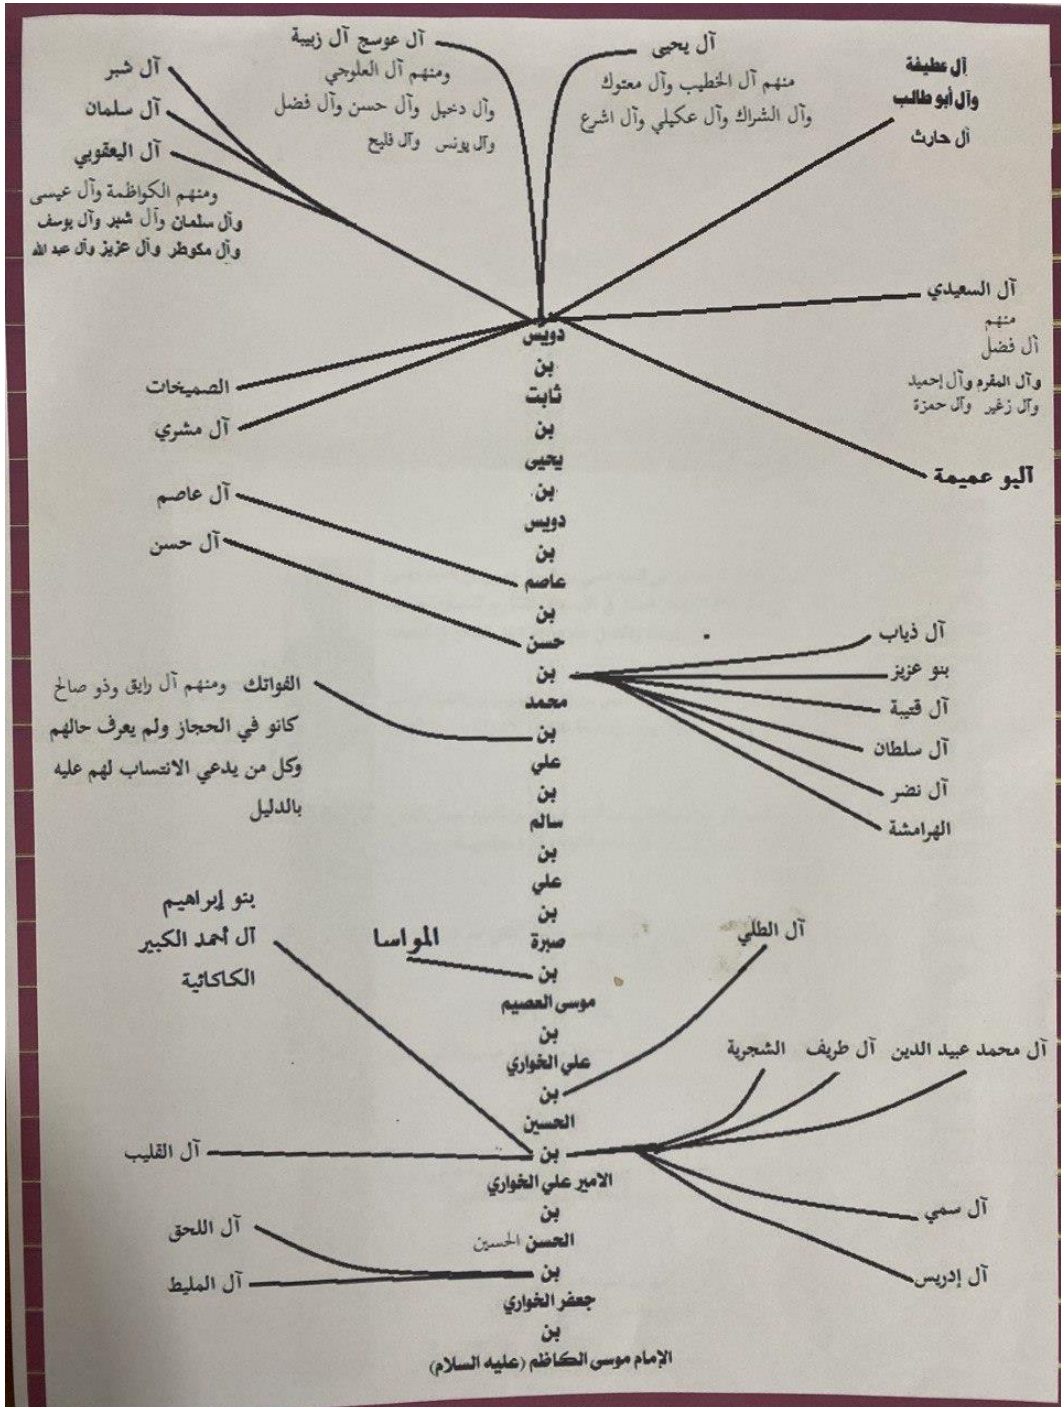 آل عطيفة
وآل أبو طالب
آل حارث
آل يحيى
منهم آل الخطيب وآل معتوك
وآل الشراك وآل عكيلي وآل اشرع
آل عوسج آل زبيبة
ومنهم آل العلوجي
وآل دخيل وآل حسن وآل فضل
وآل يونس وآل فليح
آل شبر
آل سلمان
آل اليعقوبي
ومنهم الكواظمة وآل عيسى
وآل سلمان وآل شبر وآل يوسف
وآل مكوطر وآل عزيز وآل عبد الله
آل السعيدي
منهم
آل فضل
وآل المقرم وآل إحميد
وآل زغير وآل حمزة
آلبو عميمة
الصميخات
آل مشري
آل عاصم
آل حسن
دويس
بن
ثابت
بن
يحيى
بن
دويس
بن
عاصم
بن
حسن
بن
محمد
بن
علي
بن
سالم
بن
علي
بن
صبرة
بن
موسى العصيم
بن
علي الخواري
بن
الحسين
بن
الامير علي الخواري
بن
الحسن الحسين
بن
جعفر الخواري
بن
الإمام موسى الكاظم (عليه السلام)
آل ذياب
بنو عزيز
آل قتيبة
آل سلطان
آل نضر
الهرامشة
الفواتك ومنهم آل رايق وذو صالح
كانو في الحجاز ولم يعرف حالهم
وكل من يدعي الانتساب لهم عليه
بالدليل
بنو إبراهيم
آل أحمد الكبير
الكاكائية
المواسا
آل الطلي
آل محمد عبيد الدين
آل طريف
الشجرية
آل القليب
آل سمي
آل إدريس
آل اللحق
آل المليط